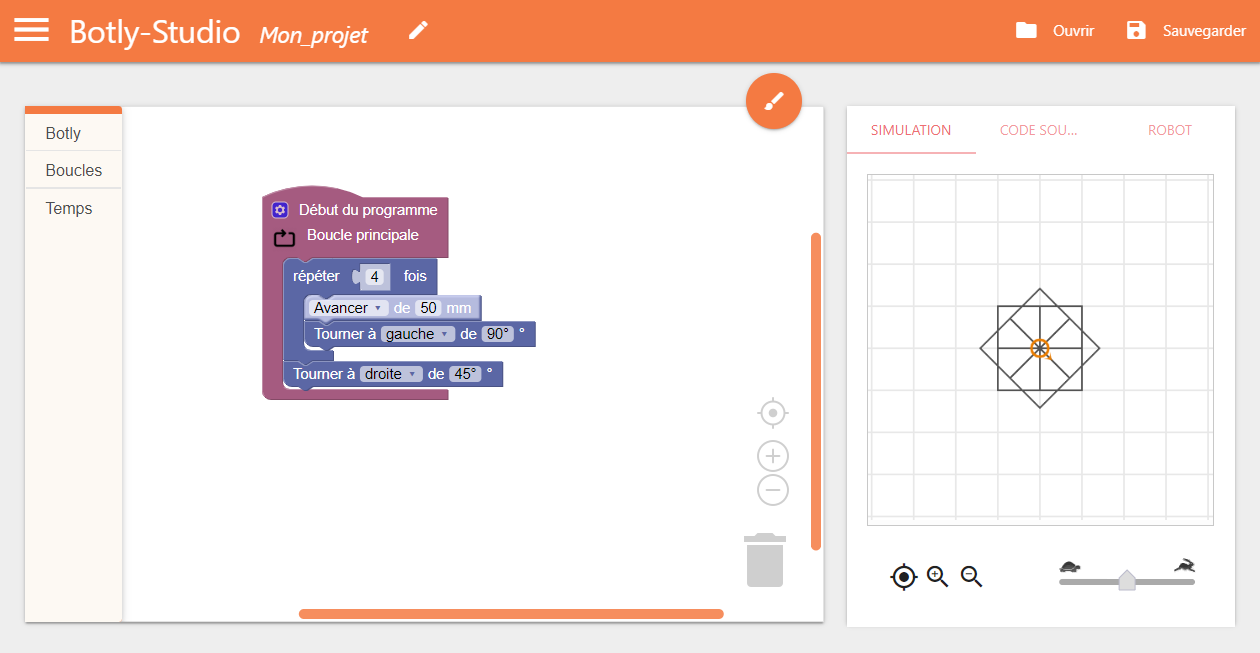 Botly-Studio Mon_projet Ouvrir Sauvegarder
Botly
Boucles
Temps
Début du programme
Boucle principale
répéter 4 fois
Avancer de 50 mm
Tourner à gauche de 90° °
Tourner à droite de 45° °
SIMULATION CODE SOU... ROBOT